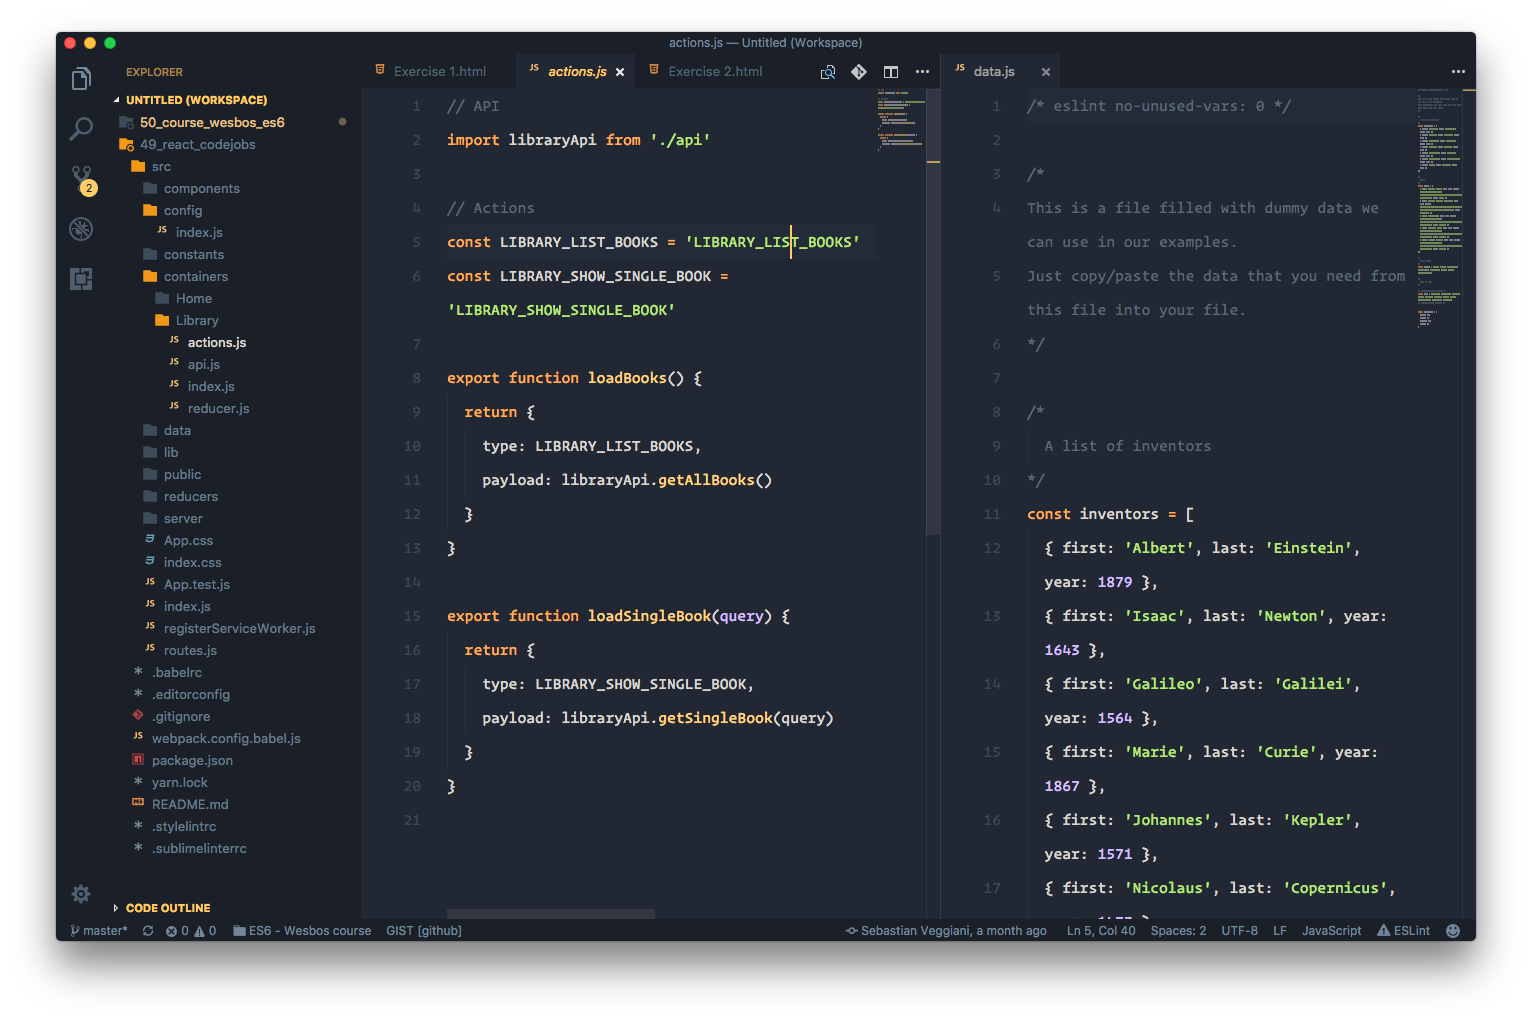 actions.js — Untitled (Workspace)
EXPLORER
UNTITLED (WORKSPACE)
50_course_wesbos_es6
49_react_codejobs
src
components
config
JS index.js
constants
containers
Home
Library
JS actions.js
JS api.js
JS index.js
JS reducer.js
data
lib
public
reducers
server
App.css
index.css
JS App.test.js
JS index.js
JS registerServiceWorker.js
JS routes.js
* .babelrc
* .editorconfig
.gitignore
JS webpack.config.babel.js
package.json
* yarn.lock
README.md
* .stylelintrc
* .sublimelinterrc
CODE OUTLINE
2
Exercise 1.html
JS actions.js ×
Exercise 2.html
1 // API
2 import libraryApi from './api'
3
4 // Actions
5 const LIBRARY_LIST_BOOKS = 'LIBRARY_LIST_BOOKS'
6 const LIBRARY_SHOW_SINGLE_BOOK =
'LIBRARY_SHOW_SINGLE_BOOK'
7
8 export function loadBooks() {
9 return {
10 type: LIBRARY_LIST_BOOKS,
11 payload: libraryApi.getAllBooks()
12 }
13 }
14
15 export function loadSingleBook(query) {
16 return {
17 type: LIBRARY_SHOW_SINGLE_BOOK,
18 payload: libraryApi.getSingleBook(query)
19 }
20 }
21
JS data.js ×
1 /* eslint no-unused-vars: 0 */
2
3 /*
4 This is a file filled with dummy data we
can use in our examples.
5 Just copy/paste the data that you need from
this file into your file.
6 */
7
8 /*
9 A list of inventors
10 */
11 const inventors = [
12 { first: 'Albert', last: 'Einstein',
year: 1879 },
13 { first: 'Isaac', last: 'Newton', year:
1643 },
14 { first: 'Galileo', last: 'Galilei',
year: 1564 },
15 { first: 'Marie', last: 'Curie', year:
1867 },
16 { first: 'Johannes', last: 'Kepler',
year: 1571 },
17 { first: 'Nicolaus', last: 'Copernicus',
master* 0 0 ES6 - Wesbos course GIST [github] Sebastian Veggiani, a month ago Ln 5, Col 40 Spaces: 2 UTF-8 LF JavaScript ESLint